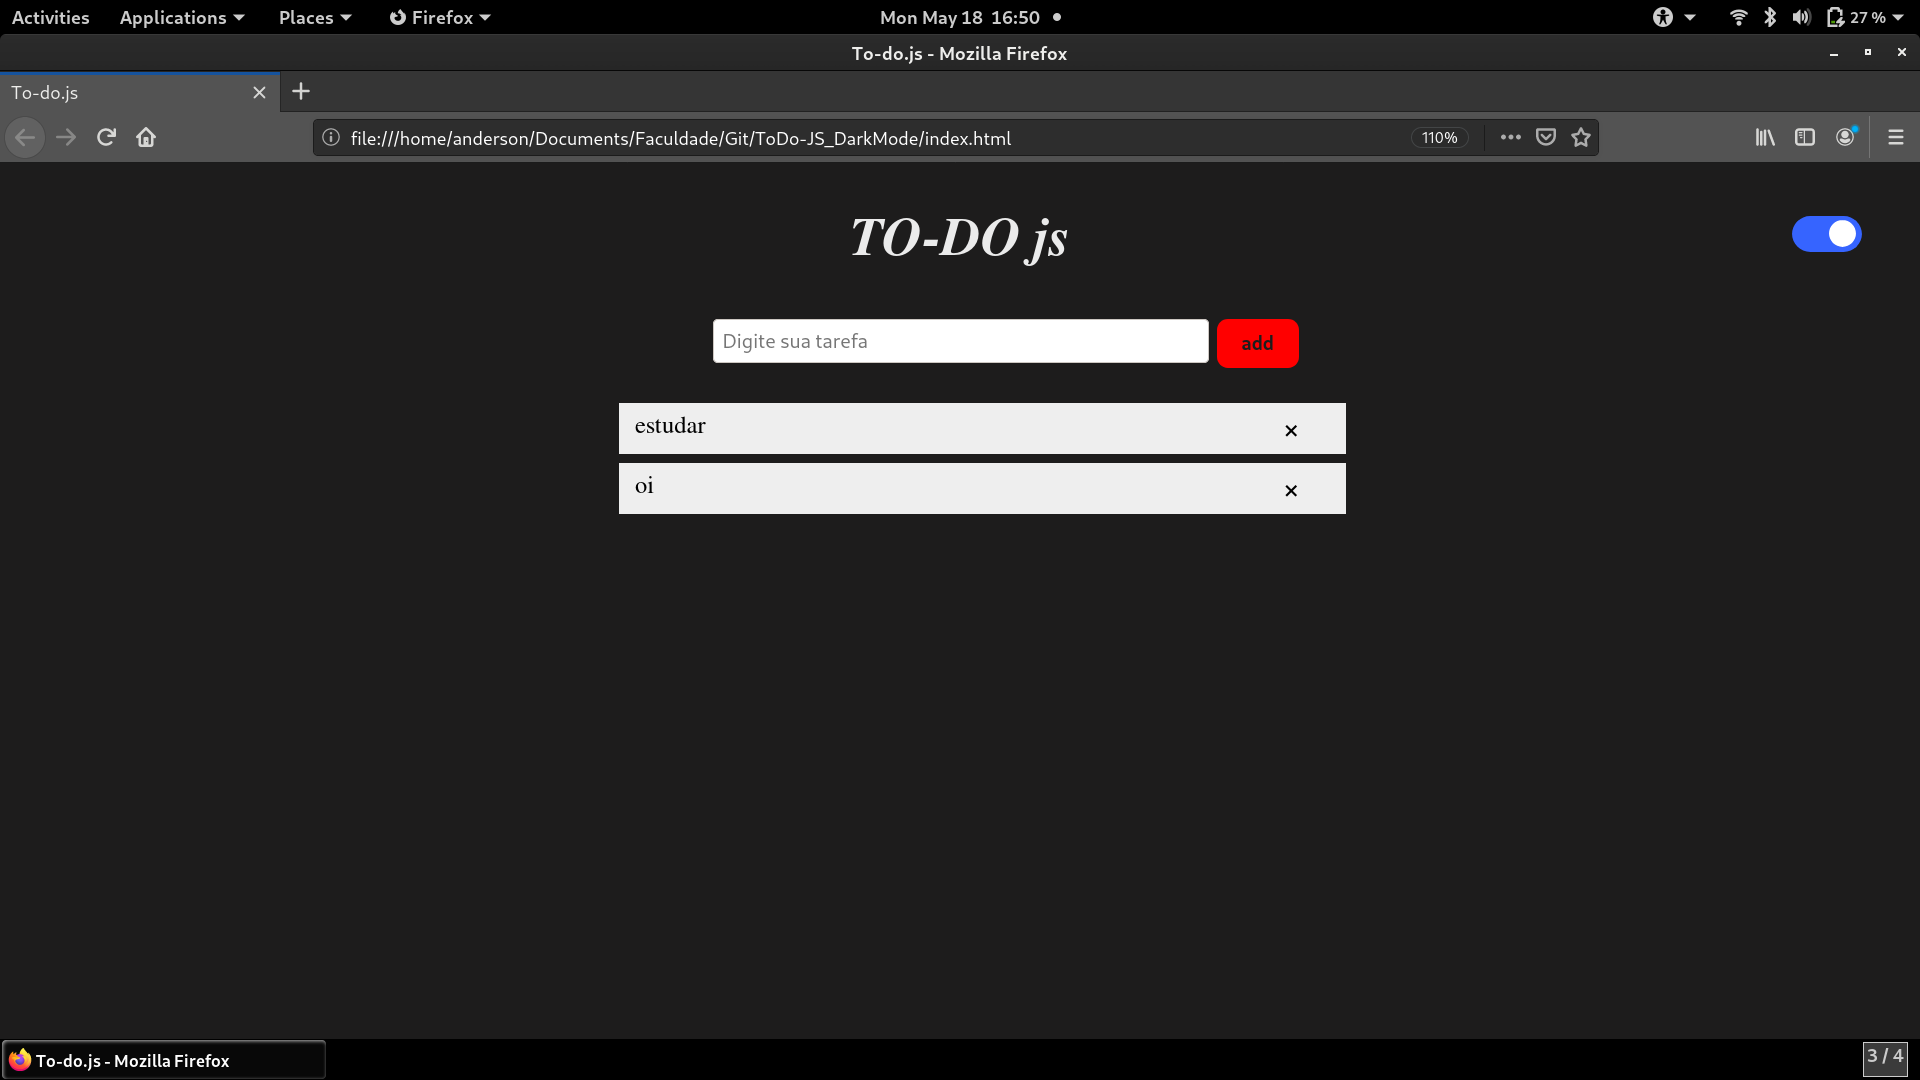 Activities Applications Places Firefox Mon May 18 16:50 27 %
To-do.js - Mozilla Firefox
To-do.js
file:///home/anderson/Documents/Faculdade/Git/ToDo-JS_DarkMode/index.html 110%
TO-DO js
Digite sua tarefa add
estudar ×
oi ×
To-do.js - Mozilla Firefox 3 / 4